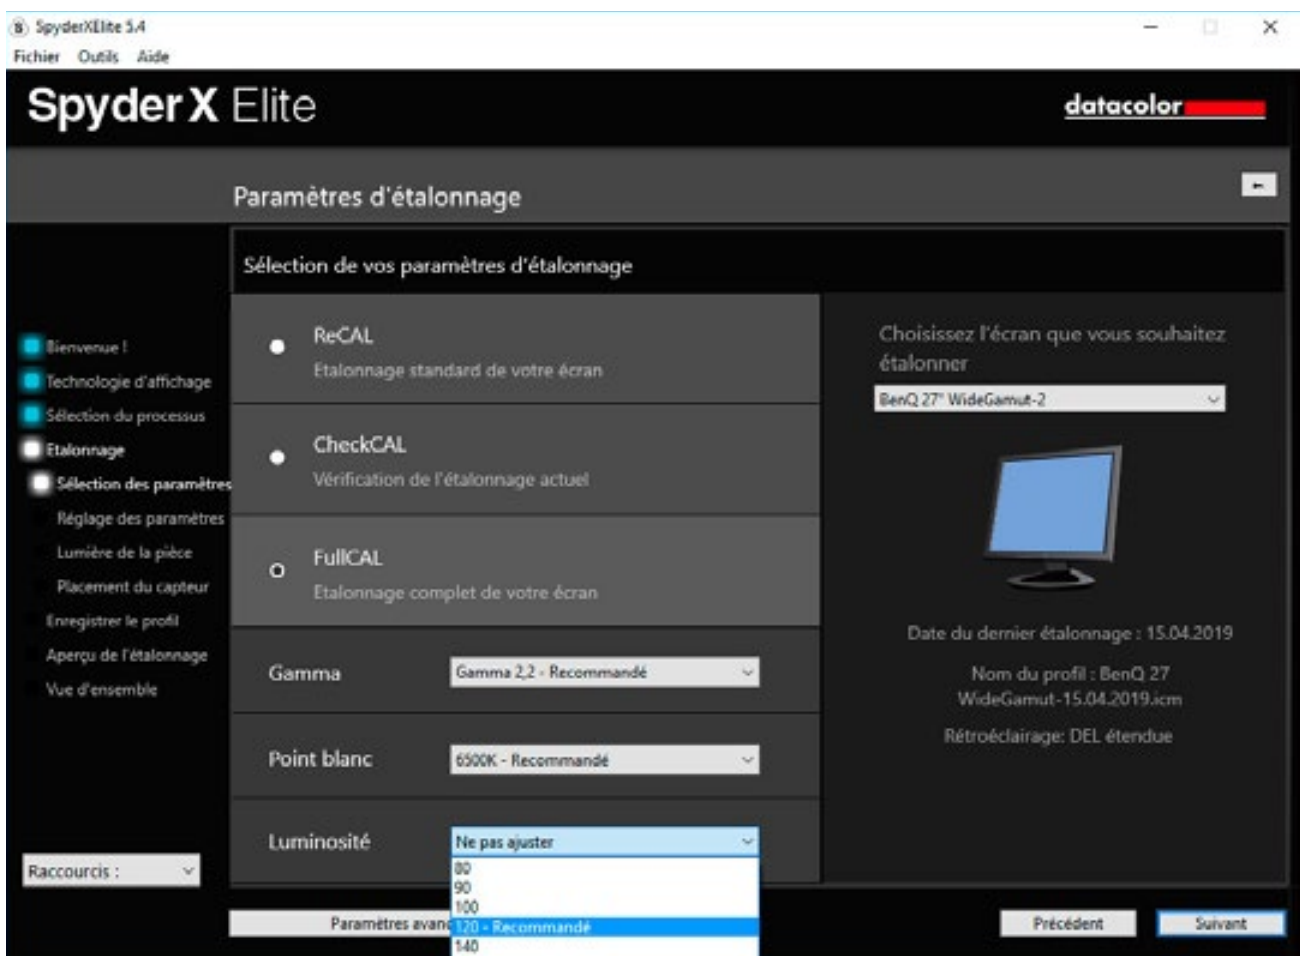 SpyderXElite 5.4
Fichier Outils Aide
SpyderX Elite
datacolor
Paramètres d'étalonnage
Sélection de vos paramètres d'étalonnage
Bienvenue !
Technologie d'affichage
Sélection du processus
Etalonnage
Sélection des paramètres
Réglage des paramètres
Lumière de la pièce
Placement du capteur
Enregistrer le profil
Aperçu de l'étalonnage
Vue d'ensemble
Raccourcis :
ReCAL
Etalonnage standard de votre écran
CheckCAL
Vérification de l'étalonnage actuel
FullCAL
Etalonnage complet de votre écran
Gamma
Gamma 2,2 - Recommandé
Point blanc
6500K - Recommandé
Luminosité
Ne pas ajuster
80
90
100
120 - Recommandé
140
Paramètres avanc
Choisissez l'écran que vous souhaitez
étalonner
BenQ 27" WideGamut-2
Date du dernier étalonnage : 15.04.2019
Nom du profil : BenQ 27
WideGamut-15.04.2019.icm
Rétroéclairage: DEL étendue
Précédent
Suivant